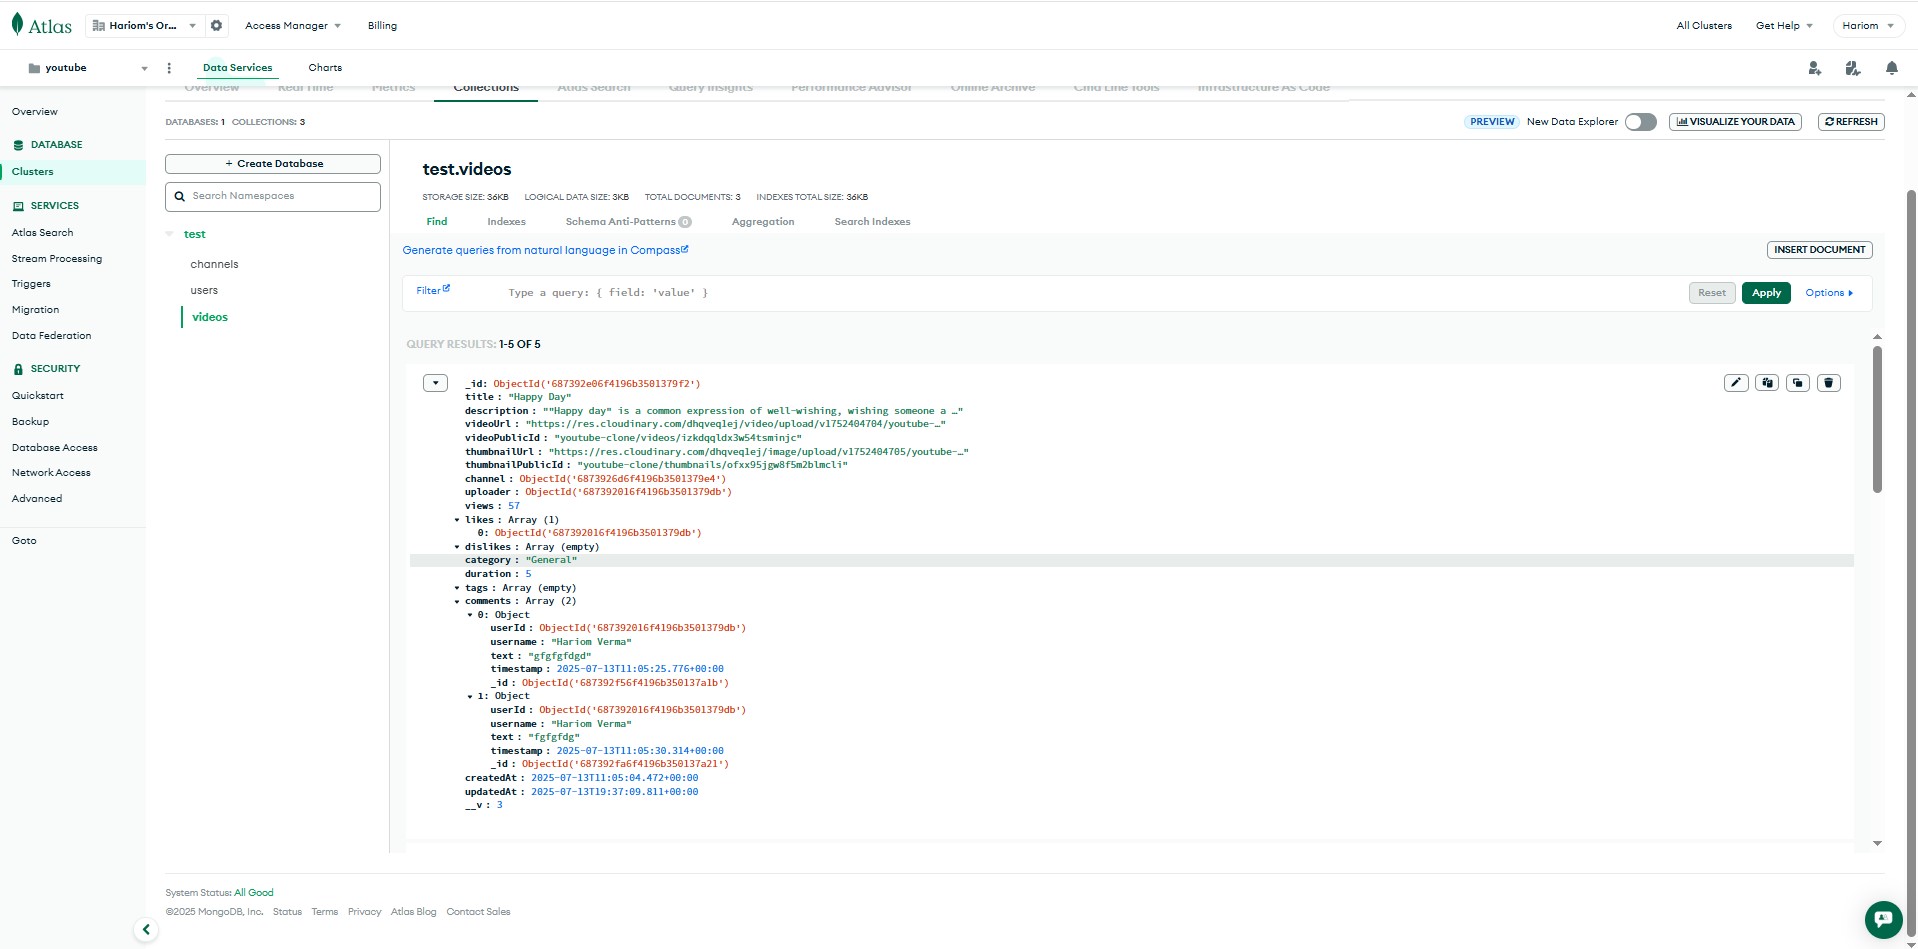 Atlas Hariom's Or... Access Manager Billing All Clusters Get Help Hariom
youtube Data Services Charts
Overview Real Time Metrics Collections Atlas Search Query Insights Performance Advisor Online Archive Cmd Line Tools Infrastructure As Code
DATABASES: 1 COLLECTIONS: 3 PREVIEW New Data Explorer VISUALIZE YOUR DATA REFRESH
Overview
DATABASE
Clusters
SERVICES
Atlas Search
Stream Processing
Triggers
Migration
Data Federation
SECURITY
Quickstart
Backup
Database Access
Network Access
Advanced
Goto
+ Create Database
Search Namespaces
test
channels
users
videos
test.videos
STORAGE SIZE: 36KB LOGICAL DATA SIZE: 3KB TOTAL DOCUMENTS: 3 INDEXES TOTAL SIZE: 36KB
Find Indexes Schema Anti-Patterns 0 Aggregation Search Indexes
Generate queries from natural language in Compass
INSERT DOCUMENT
Filter Type a query: { field: 'value' } Reset Apply Options
QUERY RESULTS: 1-5 OF 5
_id: ObjectId('687392e06f4196b3501379f2')
title : "Happy Day"
description : ""Happy day" is a common expression of well-wishing, wishing someone a …"
videoUrl : "https://res.cloudinary.com/dhqveq1ej/video/upload/v1752404704/youtube-…"
videoPublicId : "youtube-clone/videos/izkdqqldx3w54tsminjc"
thumbnailUrl : "https://res.cloudinary.com/dhqveq1ej/image/upload/v1752404705/youtube-…"
thumbnailPublicId : "youtube-clone/thumbnails/ofxx95jgw8f5m2blmcli"
channel : ObjectId('6873926d6f4196b3501379e4')
uploader : ObjectId('687392016f4196b3501379db')
views : 57
likes : Array (1)
0: ObjectId('687392016f4196b3501379db')
dislikes : Array (empty)
category : "General"
duration : 5
tags : Array (empty)
comments : Array (2)
0: Object
userId : ObjectId('687392016f4196b3501379db')
username : "Hariom Verma"
text : "gfgfgfdgd"
timestamp : 2025-07-13T11:05:25.776+00:00
_id : ObjectId('687392f56f4196b350137a1b')
1: Object
userId : ObjectId('687392016f4196b3501379db')
username : "Hariom Verma"
text : "fgfgfdg"
timestamp : 2025-07-13T11:05:30.314+00:00
_id : ObjectId('687392fa6f4196b350137a21')
createdAt : 2025-07-13T11:05:04.472+00:00
updatedAt : 2025-07-13T19:37:09.811+00:00
__v : 3
System Status: All Good
©2025 MongoDB, Inc. Status Terms Privacy Atlas Blog Contact Sales